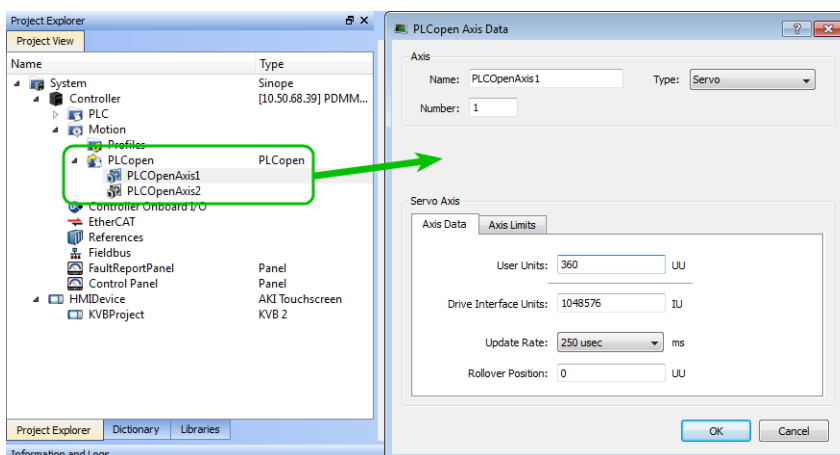 Project Explorer
Project View
Name Type
System Sinope
Controller [10.50.68.39] PDMM...
PLC
Motion
Profiles
PLCopen PLCopen
PLCOpenAxis1
PLCOpenAxis2
Controller Onboard I/O
EtherCAT
References
Fieldbus
FaultReportPanel Panel
Control Panel Panel
HMIDevice AKI Touchscreen
KVBProject KVB 2
Project Explorer Dictionary Libraries
Information and Logs
PLCopen Axis Data
Axis
Name: PLCOpenAxis1 Type: Servo
Number: 1
Servo Axis
Axis Data Axis Limits
User Units: 360 UU
Drive Interface Units: 1048576 IU
Update Rate: 250 usec ms
Rollover Position: 0 UU
OK Cancel